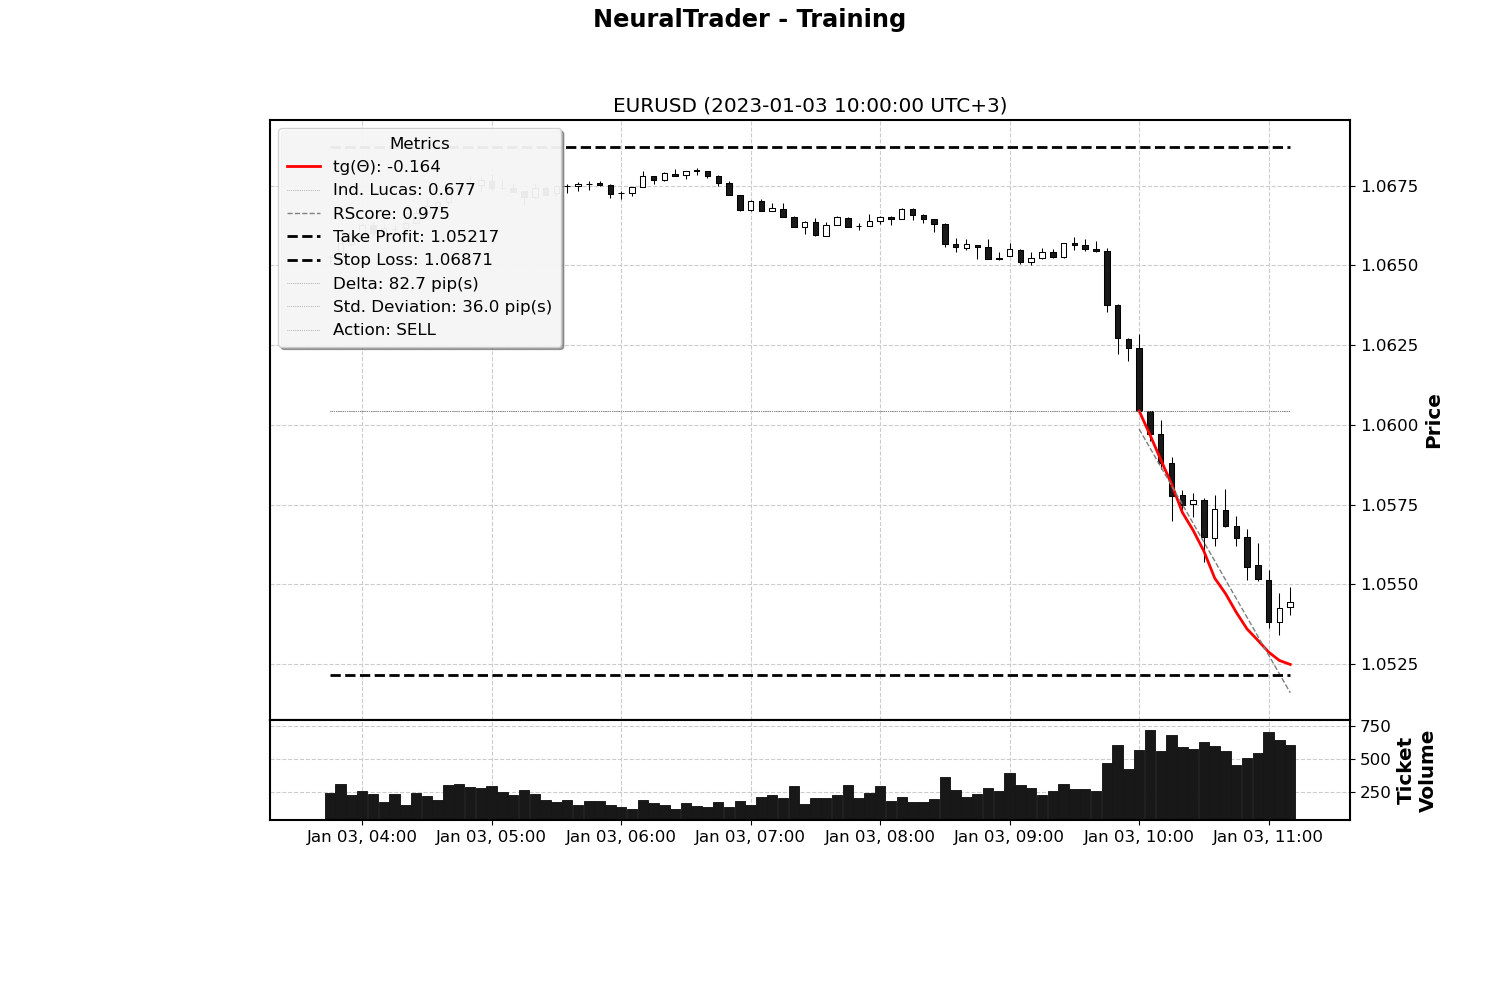 NeuralTrader - Training
EURUSD (2023-01-03 10:00:00 UTC+3)
Metrics
tg(Θ): -0.164
Ind. Lucas: 0.677
RScore: 0.975
Take Profit: 1.05217
Stop Loss: 1.06871
Delta: 82.7 pip(s)
Std. Deviation: 36.0 pip(s)
Action: SELL
1.0675
1.0650
1.0625
1.0600
1.0575
1.0550
1.0525
Price
750
500
250
Ticket
Volume
Jan 03, 04:00
Jan 03, 05:00
Jan 03, 06:00
Jan 03, 07:00
Jan 03, 08:00
Jan 03, 09:00
Jan 03, 10:00
Jan 03, 11:00